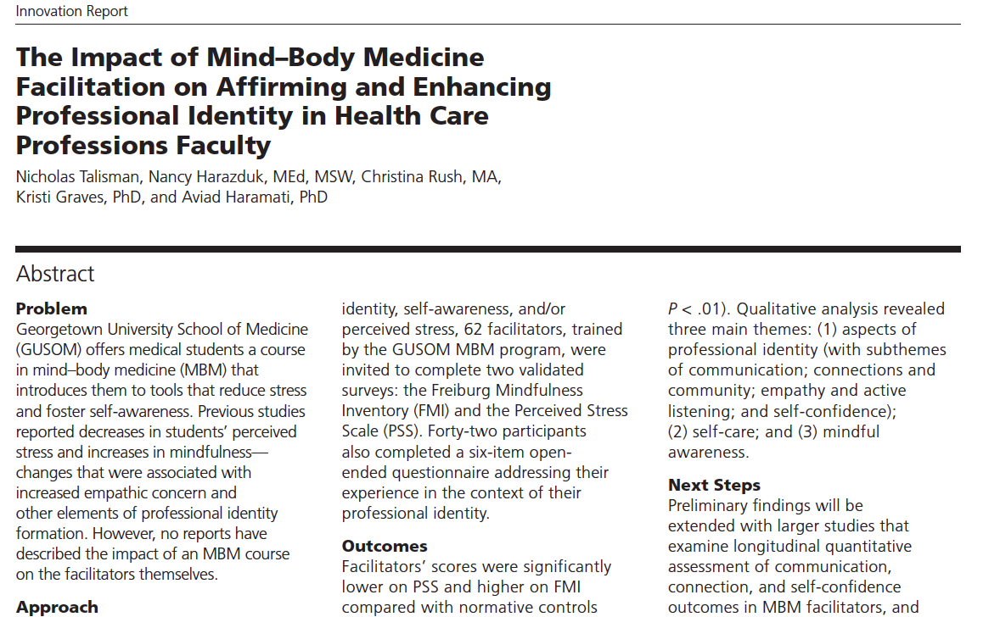 Innovation Report
The Impact of Mind–Body Medicine
Facilitation on Affirming and Enhancing
Professional Identity in Health Care
Professions Faculty
Nicholas Talisman, Nancy Harazduk, MEd, MSW, Christina Rush, MA,
Kristi Graves, PhD, and Aviad Haramati, PhD
Abstract
Problem
Georgetown University School of Medicine
(GUSOM) offers medical students a course
in mind–body medicine (MBM) that
introduces them to tools that reduce stress
and foster self-awareness. Previous studies
reported decreases in students’ perceived
stress and increases in mindfulness—
changes that were associated with
increased empathic concern and
other elements of professional identity
formation. However, no reports have
described the impact of an MBM course
on the facilitators themselves.
Approach
identity, self-awareness, and/or
perceived stress, 62 facilitators, trained
by the GUSOM MBM program, were
invited to complete two validated
surveys: the Freiburg Mindfulness
Inventory (FMI) and the Perceived Stress
Scale (PSS). Forty-two participants
also completed a six-item open-
ended questionnaire addressing their
experience in the context of their
professional identity.
Outcomes
Facilitators’ scores were significantly
lower on PSS and higher on FMI
compared with normative controls
P < .01). Qualitative analysis revealed
three main themes: (1) aspects of
professional identity (with subthemes
of communication; connections and
community; empathy and active
listening; and self-confidence);
(2) self-care; and (3) mindful
awareness.
Next Steps
Preliminary findings will be
extended with larger studies that
examine longitudinal quantitative
assessment of communication,
connection, and self-confidence
outcomes in MBM facilitators, and